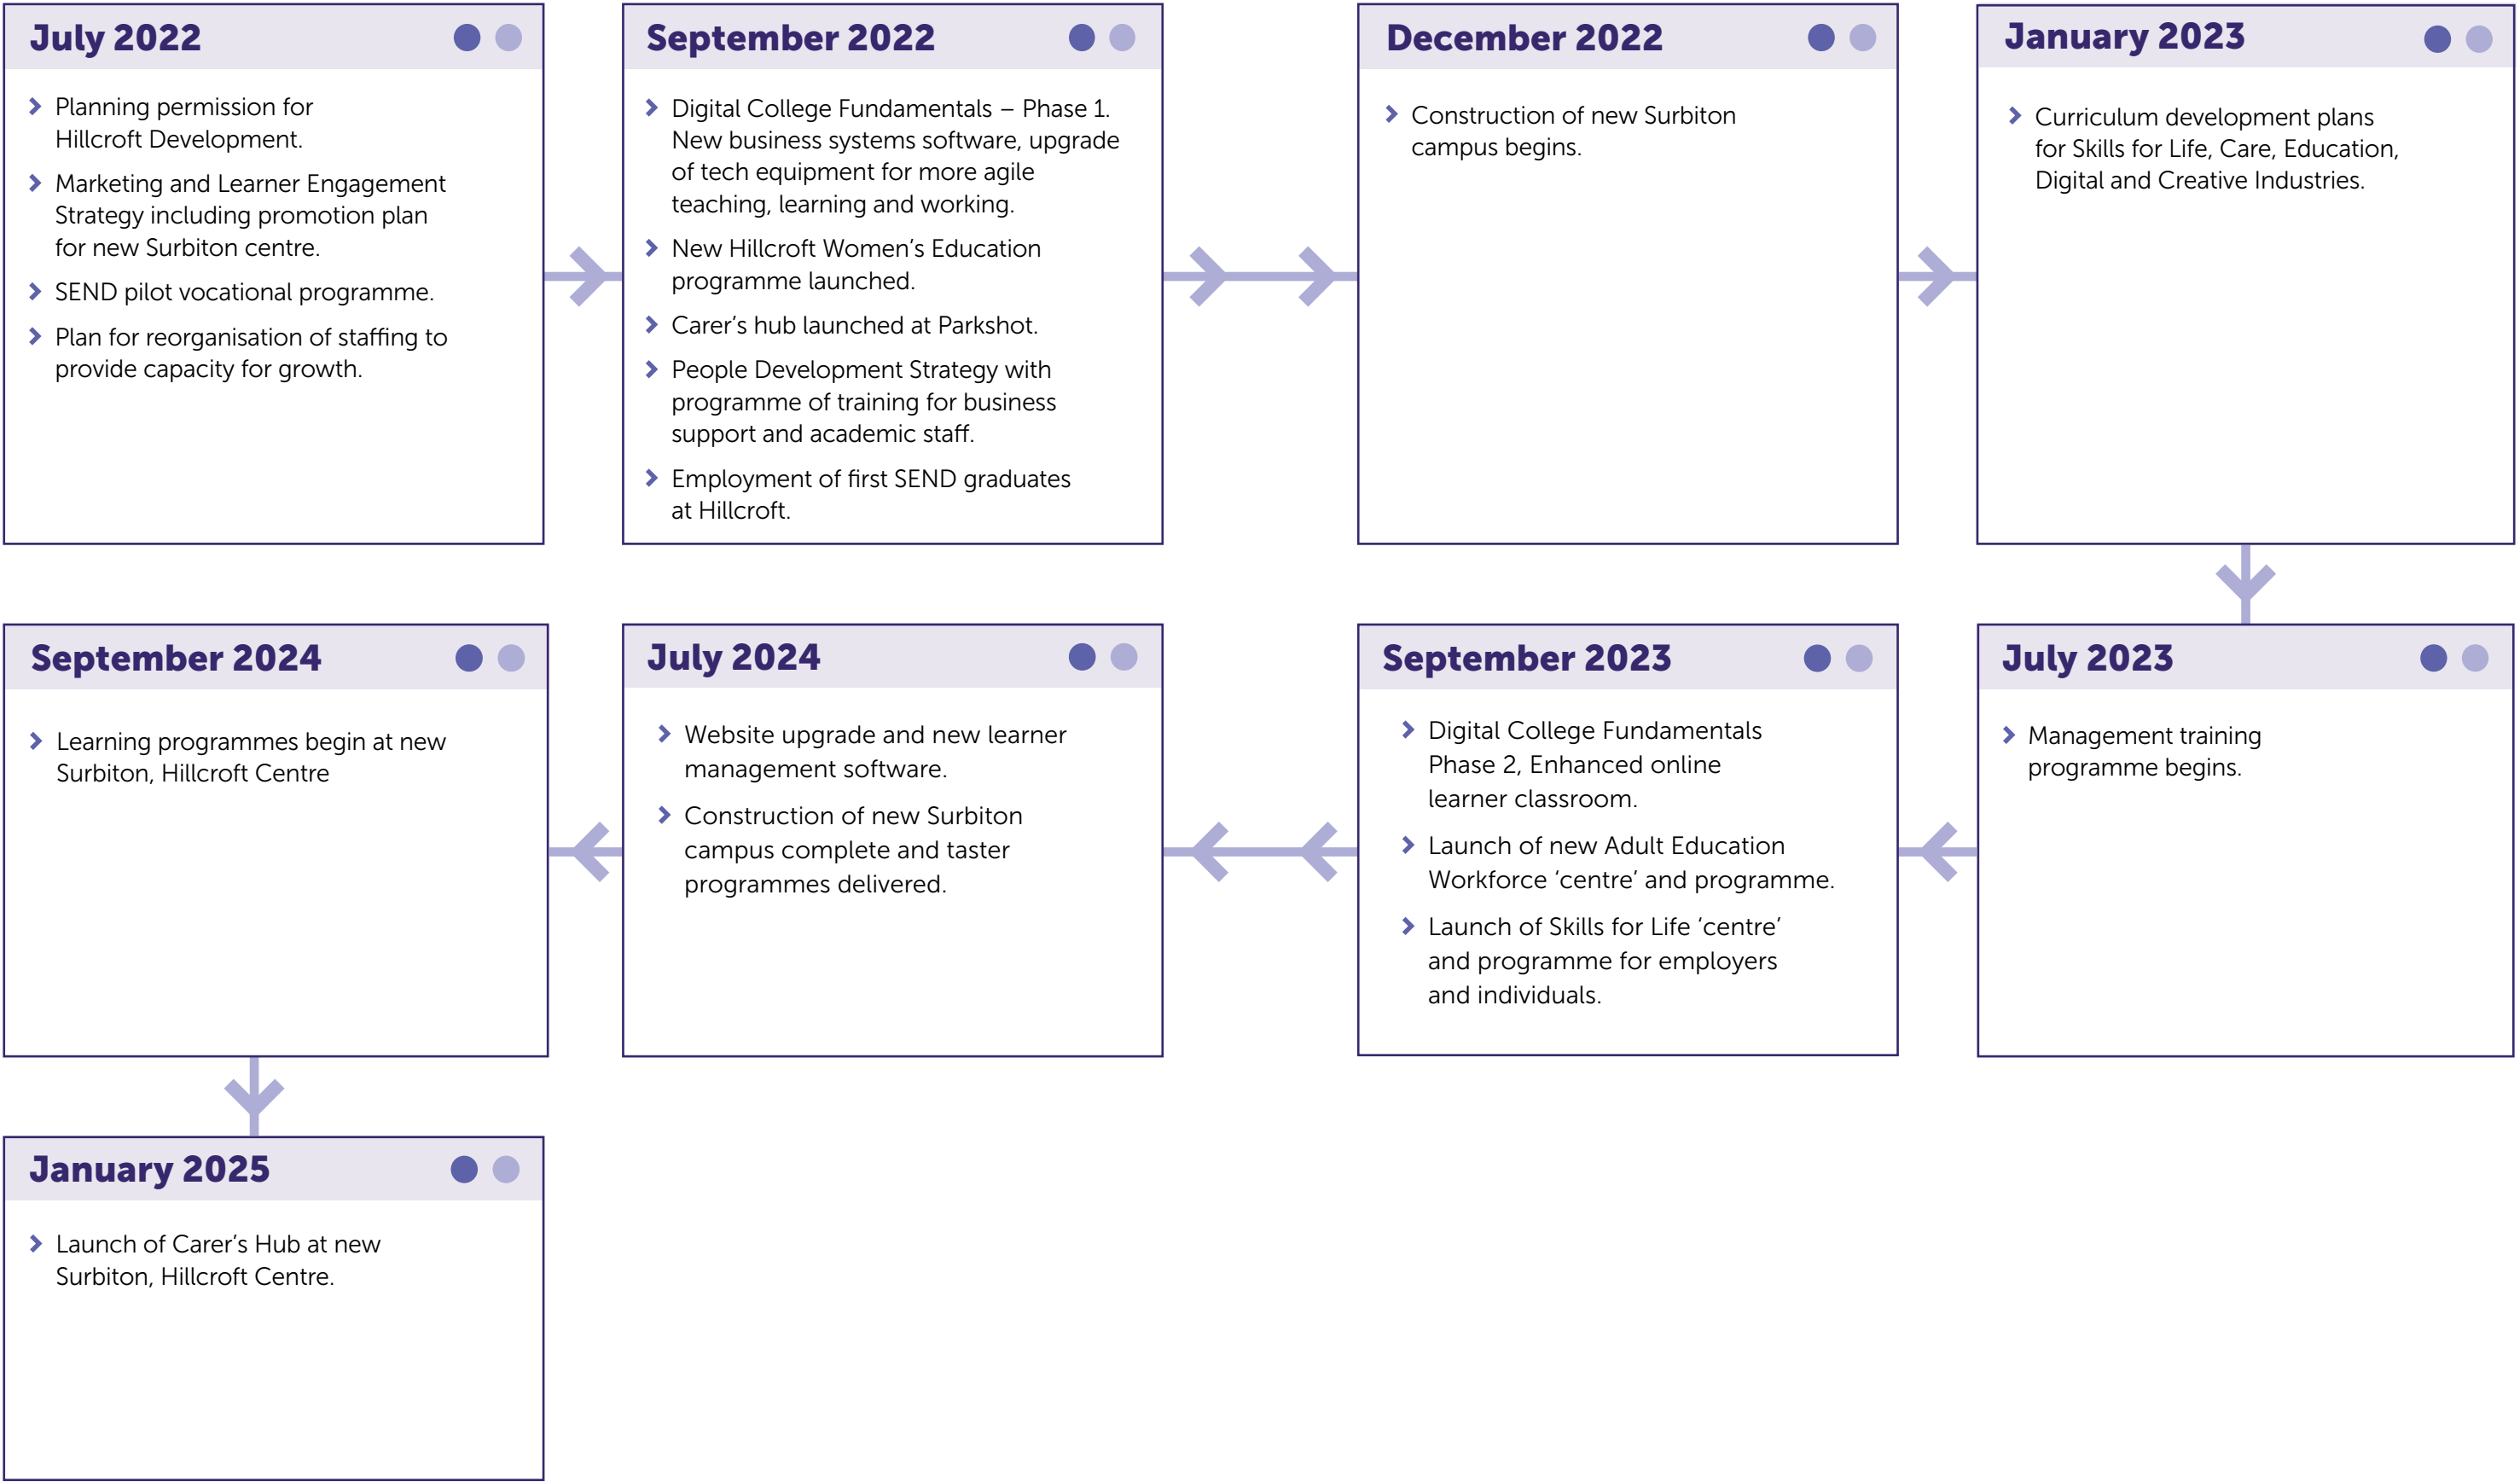 July 2022
Planning permission for
Hillcroft Development.
Marketing and Learner Engagement
Strategy including promotion plan
for new Surbiton centre.
SEND pilot vocational programme.
Plan for reorganisation of staffing to
provide capacity for growth.
September 2022
Digital College Fundamentals – Phase 1.
New business systems software, upgrade
of tech equipment for more agile
teaching, learning and working.
New Hillcroft Women’s Education
programme launched.
Carer’s hub launched at Parkshot.
People Development Strategy with
programme of training for business
support and academic staff.
Employment of first SEND graduates
at Hillcroft.
December 2022
Construction of new Surbiton
campus begins.
January 2023
Curriculum development plans
for Skills for Life, Care, Education,
Digital and Creative Industries.
July 2023
Management training
programme begins.
September 2023
Digital College Fundamentals
Phase 2, Enhanced online
learner classroom.
Launch of new Adult Education
Workforce ‘centre’ and programme.
Launch of Skills for Life ‘centre’
and programme for employers
and individuals.
July 2024
Website upgrade and new learner
management software.
Construction of new Surbiton
campus complete and taster
programmes delivered.
September 2024
Learning programmes begin at new
Surbiton, Hillcroft Centre
January 2025
Launch of Carer’s Hub at new
Surbiton, Hillcroft Centre.